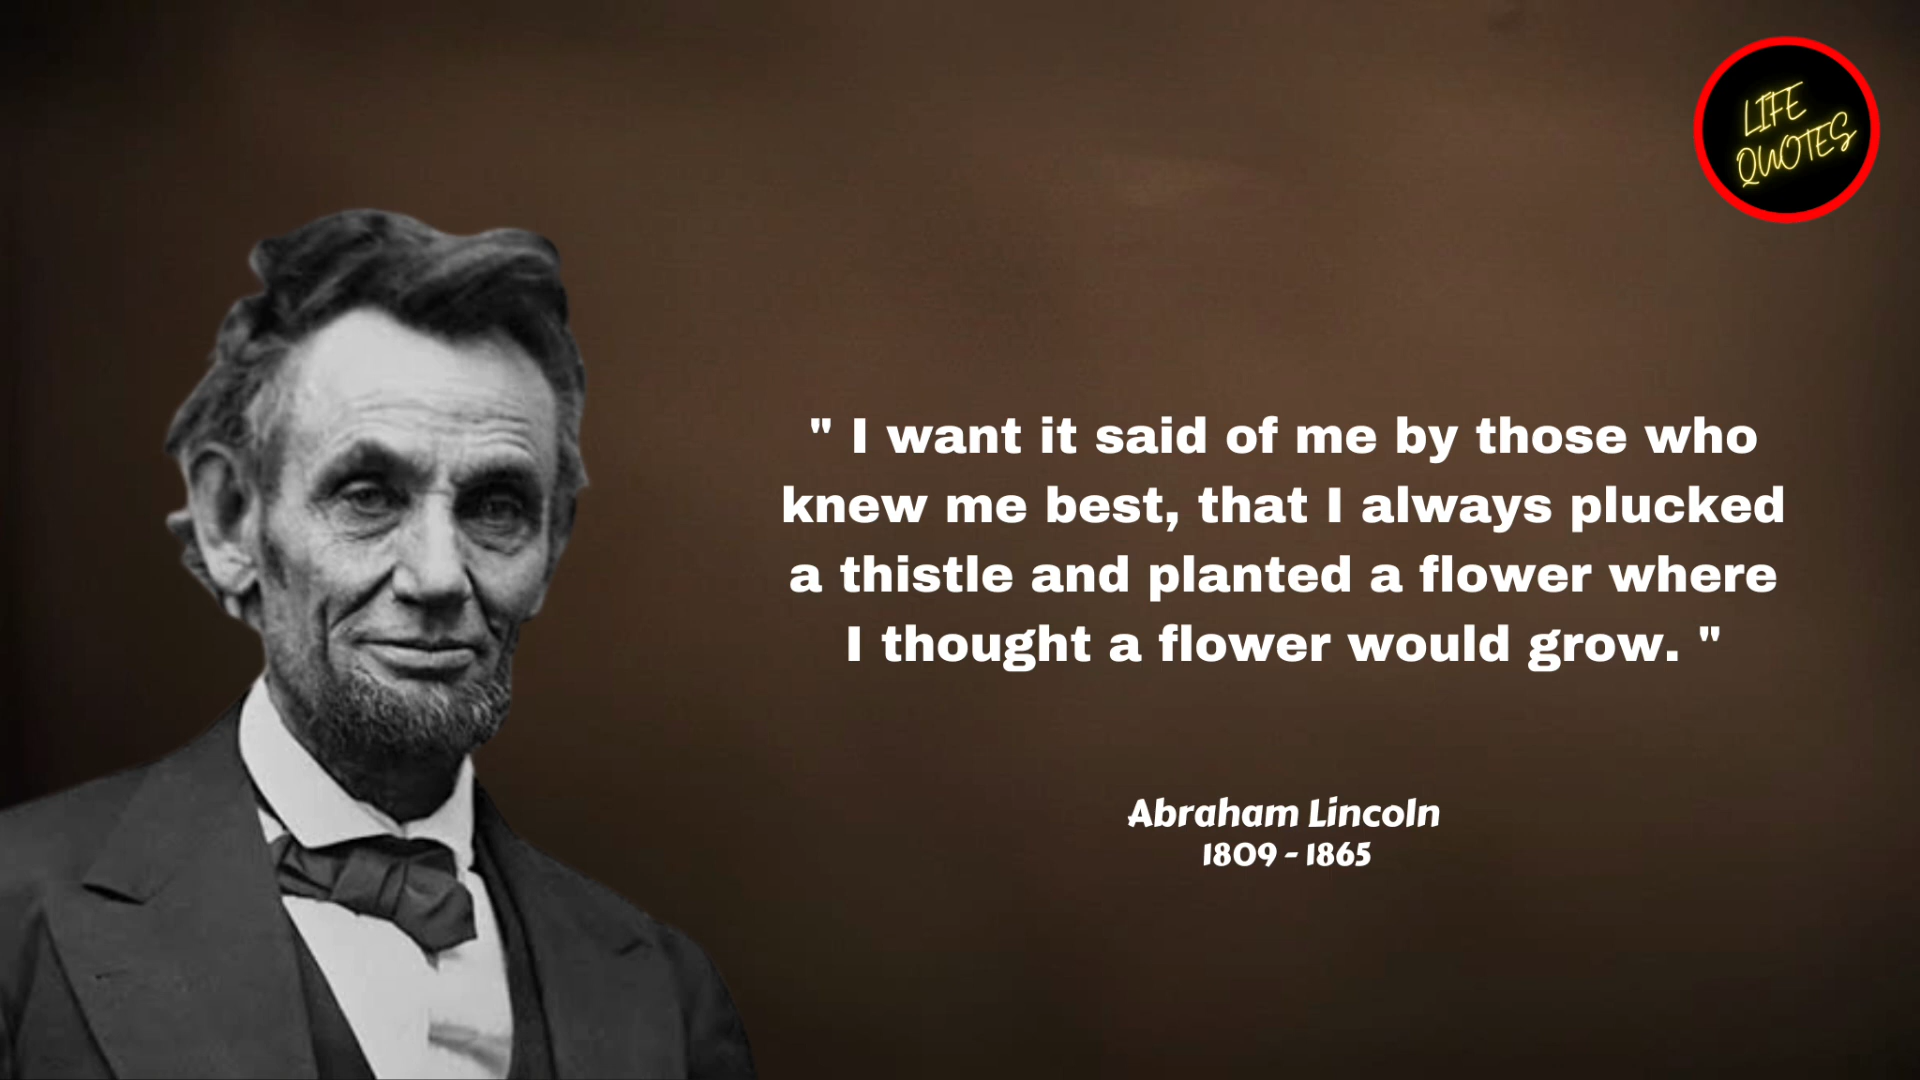 LIFE
QUOTES
" I want it said of me by those who
knew me best, that I always plucked
a thistle and planted a flower where
I thought a flower would grow. "
Abraham Lincoln
1809 - 1865